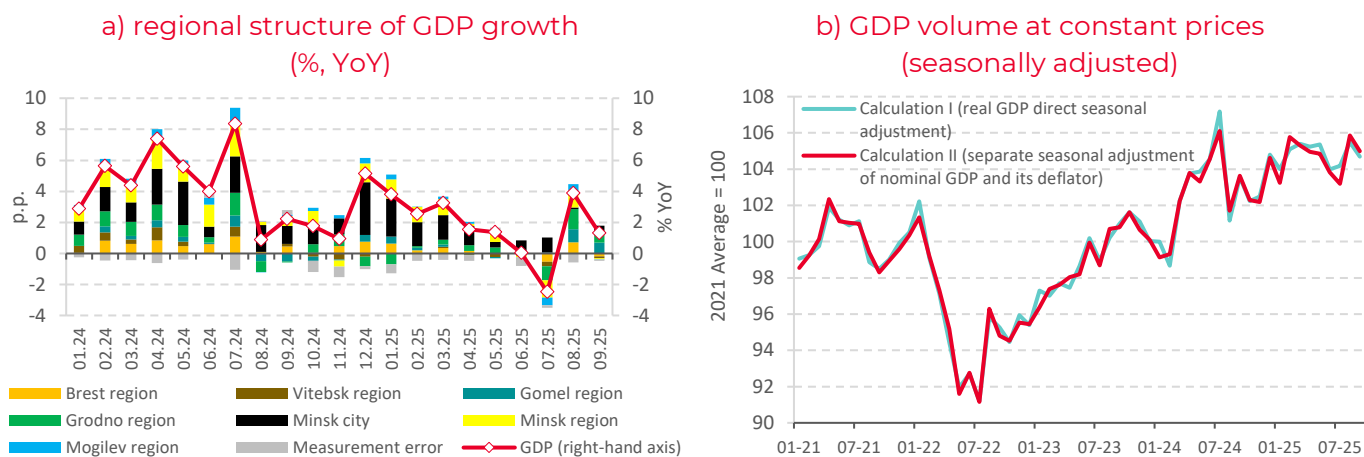 a) regional structure of GDP growth
(%, YoY)
10
8
6
4
2
0
-2
-4
p.p.
10
8
6
4
2
0
-2
-4
% YoY
01.24
02.24
03.24
04.24
05.24
06.24
07.24
08.24
09.24
10.24
11.24
12.24
01.25
02.25
03.25
04.25
05.25
06.25
07.25
08.25
09.25
Brest region
Vitebsk region
Gomel region
Grodno region
Minsk city
Minsk region
Mogilev region
Measurement error
GDP (right-hand axis)
b) GDP volume at constant prices
(seasonally adjusted)
2021 Average = 100
108
106
104
102
100
98
96
94
92
90
Calculation I (real GDP direct seasonal
adjustment)
Calculation II (separate seasonal adjustment
of nominal GDP and its deflator)
01-21
07-21
01-22
07-22
01-23
07-23
01-24
07-24
01-25
07-25